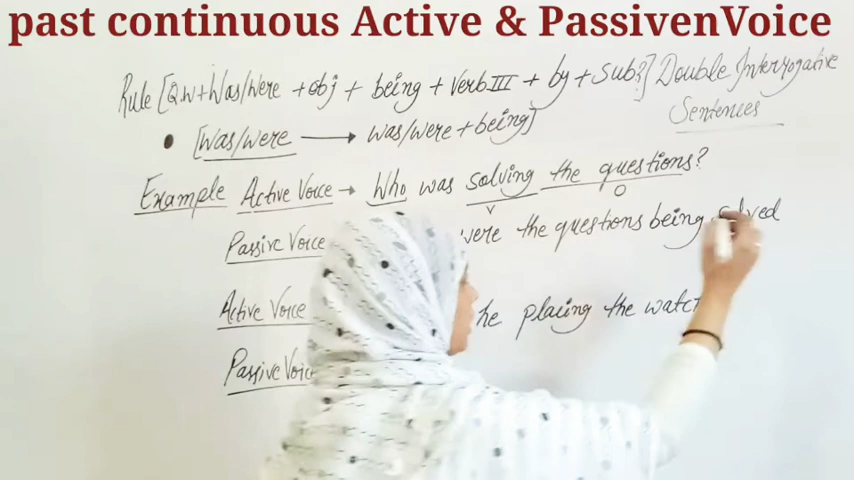 past continuous Active & PassivenVoice
Rule [Q.W+Was/Were +obj + being + Verb III + by + Sub?] Double Interrogative
Sentences
• [Was/were → was/were + being]
Example Active Voice → Who was solving the questions?
V O
Passive Voice were the questions being solved
Active Voice he placing the watch
Passive Voice